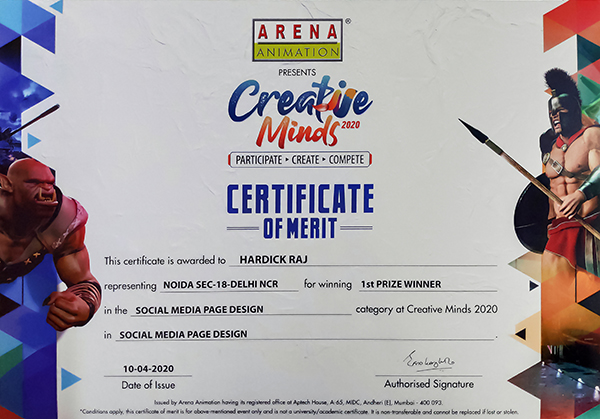 ARENA®
ANIMATION
PRESENTS
Creative
Minds 2020
PARTICIPATE ▸ CREATE ▸ COMPETE
CERTIFICATE
OF MERIT
This certificate is awarded to HARDICK RAJ
representing NOIDA SEC-18-DELHI NCR for winning 1st PRIZE WINNER
in the SOCIAL MEDIA PAGE DESIGN category at Creative Minds 2020
in SOCIAL MEDIA PAGE DESIGN.
10-04-2020
Date of Issue Authorised Signature
Issued by Arena Animation having its registered office at Aptech House, A-65, MIDC, Andheri (E), Mumbai - 400 093.
*Conditions apply, this certificate of merit is for above-mentioned event only and is not a university/academic certificate. It is non-transferable and cannot be replaced if lost or stolen.